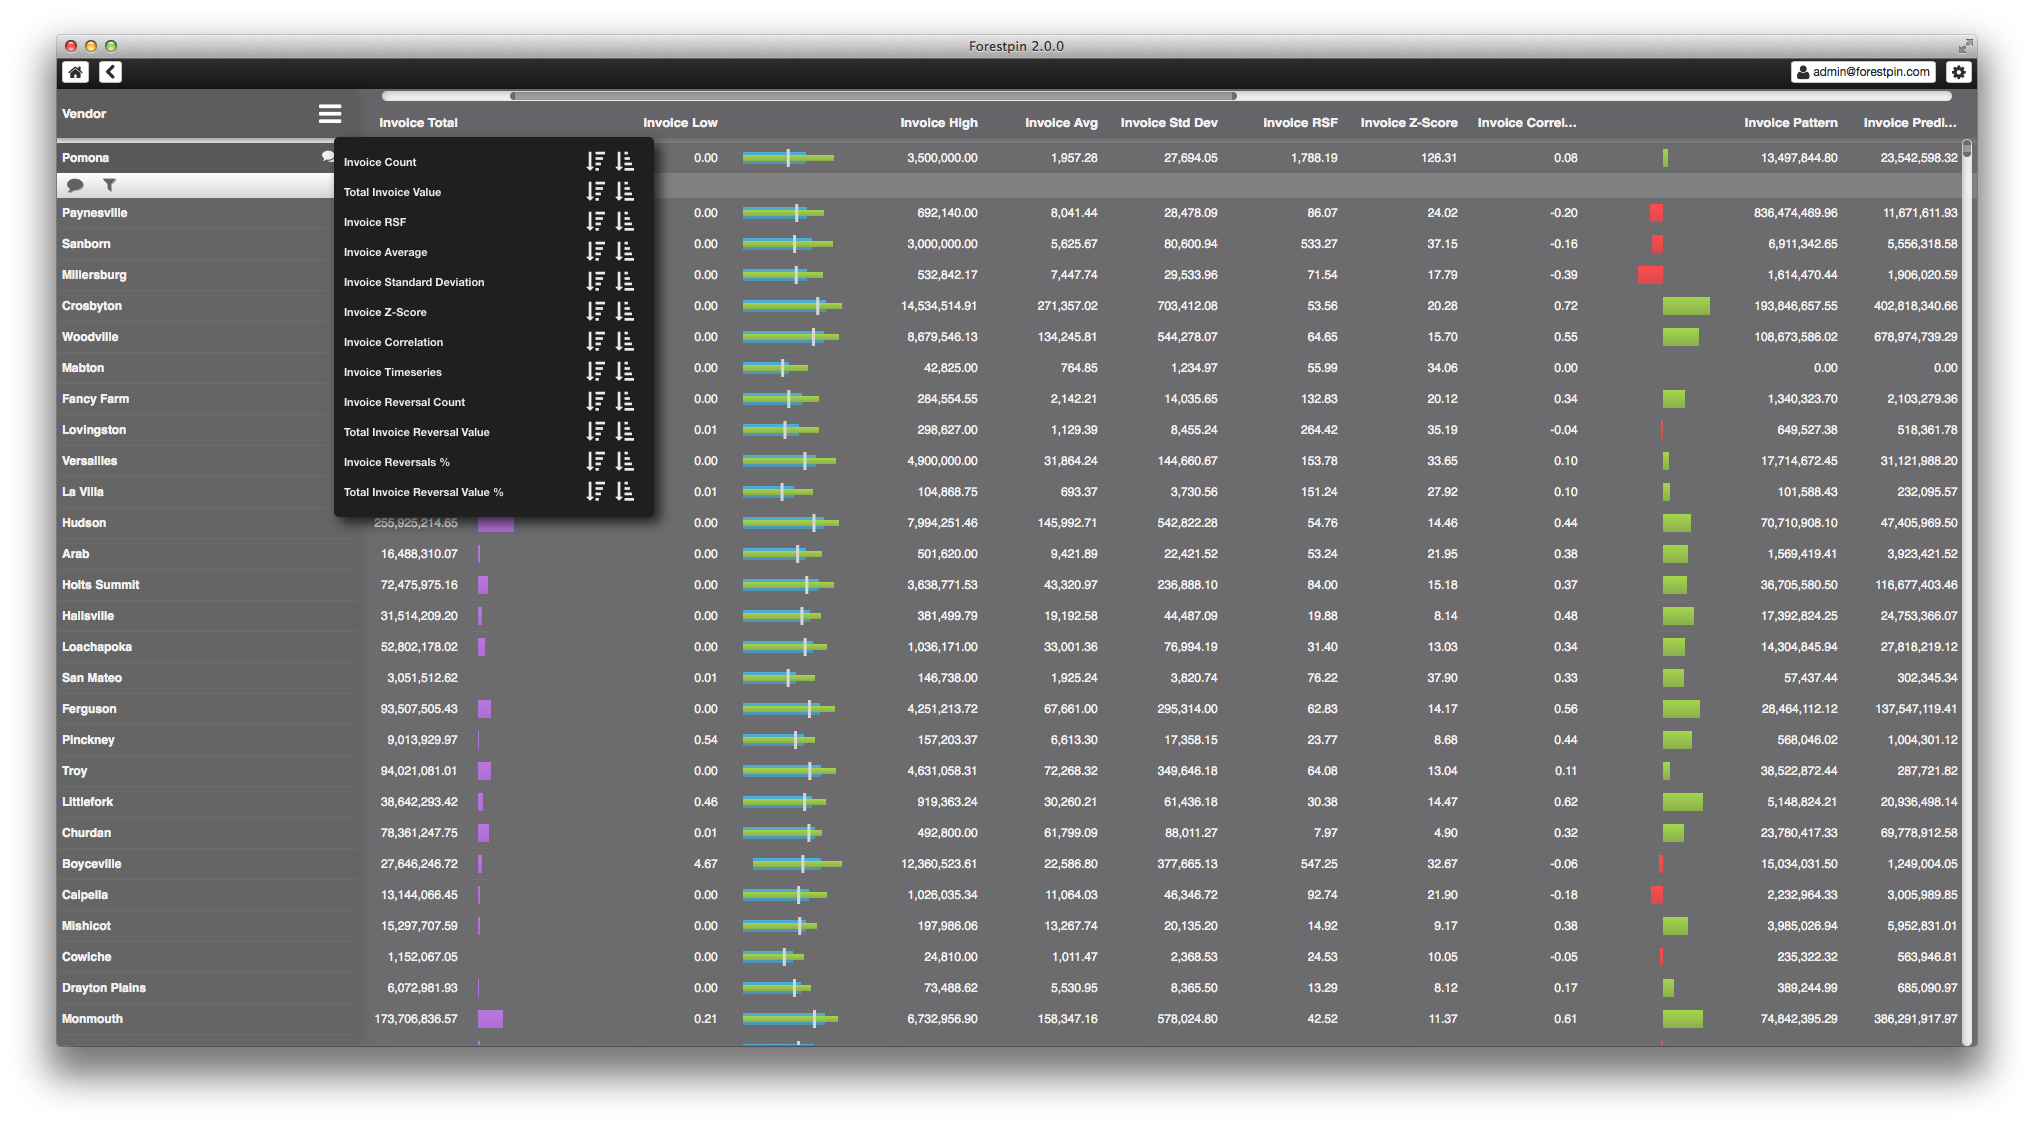 Forestpin 2.0.0
admin@forestpin.com
Vendor
Invoice Total Invoice Low Invoice High Invoice Avg Invoice Std Dev Invoice RSF Invoice Z-Score Invoice Correl... Invoice Pattern Invoice Predi...
Invoice Count
Total Invoice Value
Invoice RSF
Invoice Average
Invoice Standard Deviation
Invoice Z-Score
Invoice Correlation
Invoice Timeseries
Invoice Reversal Count
Total Invoice Reversal Value
Invoice Reversals %
Total Invoice Reversal Value %
Pomona 0.00 3,500,000.00 1,957.28 27,694.05 1,788.19 126.31 0.08 13,497,844.80 23,542,598.32
Paynesville 0.00 692,140.00 8,041.44 28,478.09 86.07 24.02 -0.20 836,474,469.96 11,671,611.93
Sanborn 0.00 3,000,000.00 5,625.67 80,600.94 533.27 37.15 -0.16 6,911,342.65 5,556,318.58
Millersburg 0.00 532,842.17 7,447.74 29,533.96 71.54 17.79 -0.39 1,614,470.44 1,906,020.59
Crosbyton 0.00 14,534,514.91 271,357.02 703,412.08 53.56 20.28 0.72 193,846,657.55 402,818,340.66
Woodville 0.00 8,679,546.13 134,245.81 544,278.07 64.65 15.70 0.55 108,673,586.02 678,974,739.29
Mabton 0.00 42,825.00 764.85 1,234.97 55.99 34.06 0.00 0.00 0.00
Fancy Farm 0.00 284,554.55 2,142.21 14,035.65 132.83 20.12 0.34 1,340,323.70 2,103,279.36
Lovingston 0.01 298,627.00 1,129.39 8,455.24 264.42 35.19 -0.04 649,527.38 518,361.78
Versailles 0.00 4,900,000.00 31,864.24 144,660.67 153.78 33.65 0.10 17,714,672.45 31,121,988.20
La Villa 0.01 104,868.75 693.37 3,730.56 151.24 27.92 0.10 101,588.43 232,095.57
Hudson 255,925,214.65 0.00 7,994,251.46 145,992.71 542,822.28 54.76 14.46 0.44 70,710,908.10 47,405,969.50
Arab 16,488,310.07 0.00 501,620.00 9,421.89 22,421.52 53.24 21.95 0.38 1,569,419.41 3,923,421.52
Holts Summit 72,475,975.16 0.00 3,638,771.53 43,320.97 236,888.10 84.00 15.18 0.37 36,705,580.50 116,677,403.46
Hallsville 31,514,209.20 0.00 381,499.79 19,192.58 44,487.09 19.88 8.14 0.48 17,392,824.25 24,753,366.07
Loachapoka 52,802,178.02 0.00 1,036,171.00 33,001.36 76,994.19 31.40 13.03 0.34 14,304,845.94 27,818,219.12
San Mateo 3,051,512.62 0.01 146,738.00 1,925.24 3,820.74 76.22 37.90 0.33 57,437.44 302,345.34
Ferguson 93,507,505.43 0.00 4,251,213.72 67,661.00 295,314.00 62.83 14.17 0.56 28,464,112.12 137,547,119.41
Pinckney 9,013,929.97 0.54 157,203.37 6,613.30 17,358.15 23.77 8.68 0.44 568,046.02 1,004,301.12
Troy 94,021,081.01 0.00 4,631,058.31 72,268.32 349,646.18 64.08 13.04 0.11 38,522,872.44 287,721.82
Littlefork 38,642,293.42 0.46 919,363.24 30,260.21 61,436.18 30.38 14.47 0.62 5,148,824.21 20,936,498.14
Churdan 78,361,247.75 0.01 492,800.00 61,799.09 88,011.27 7.97 4.90 0.32 23,780,417.33 69,778,912.58
Boyceville 27,646,246.72 4.67 12,360,523.61 22,586.80 377,665.13 547.25 32.67 -0.06 15,034,031.50 1,249,004.05
Calpella 13,144,066.45 0.00 1,026,035.34 11,064.03 46,346.72 92.74 21.90 -0.18 2,232,964.33 3,005,989.85
Mishicot 15,297,707.59 0.00 197,986.06 13,267.74 20,135.20 14.92 9.17 0.38 3,985,026.94 5,952,831.01
Cowiche 1,152,067.05 0.00 24,810.00 1,011.47 2,368.53 24.53 10.05 -0.05 235,322.32 563,946.81
Drayton Plains 6,072,981.93 0.00 73,488.62 5,530.95 8,365.50 13.29 8.12 0.17 389,244.99 685,090.97
Monmouth 173,706,836.57 0.21 6,732,956.90 158,347.16 578,024.80 42.52 11.37 0.61 74,842,395.29 386,291,917.97